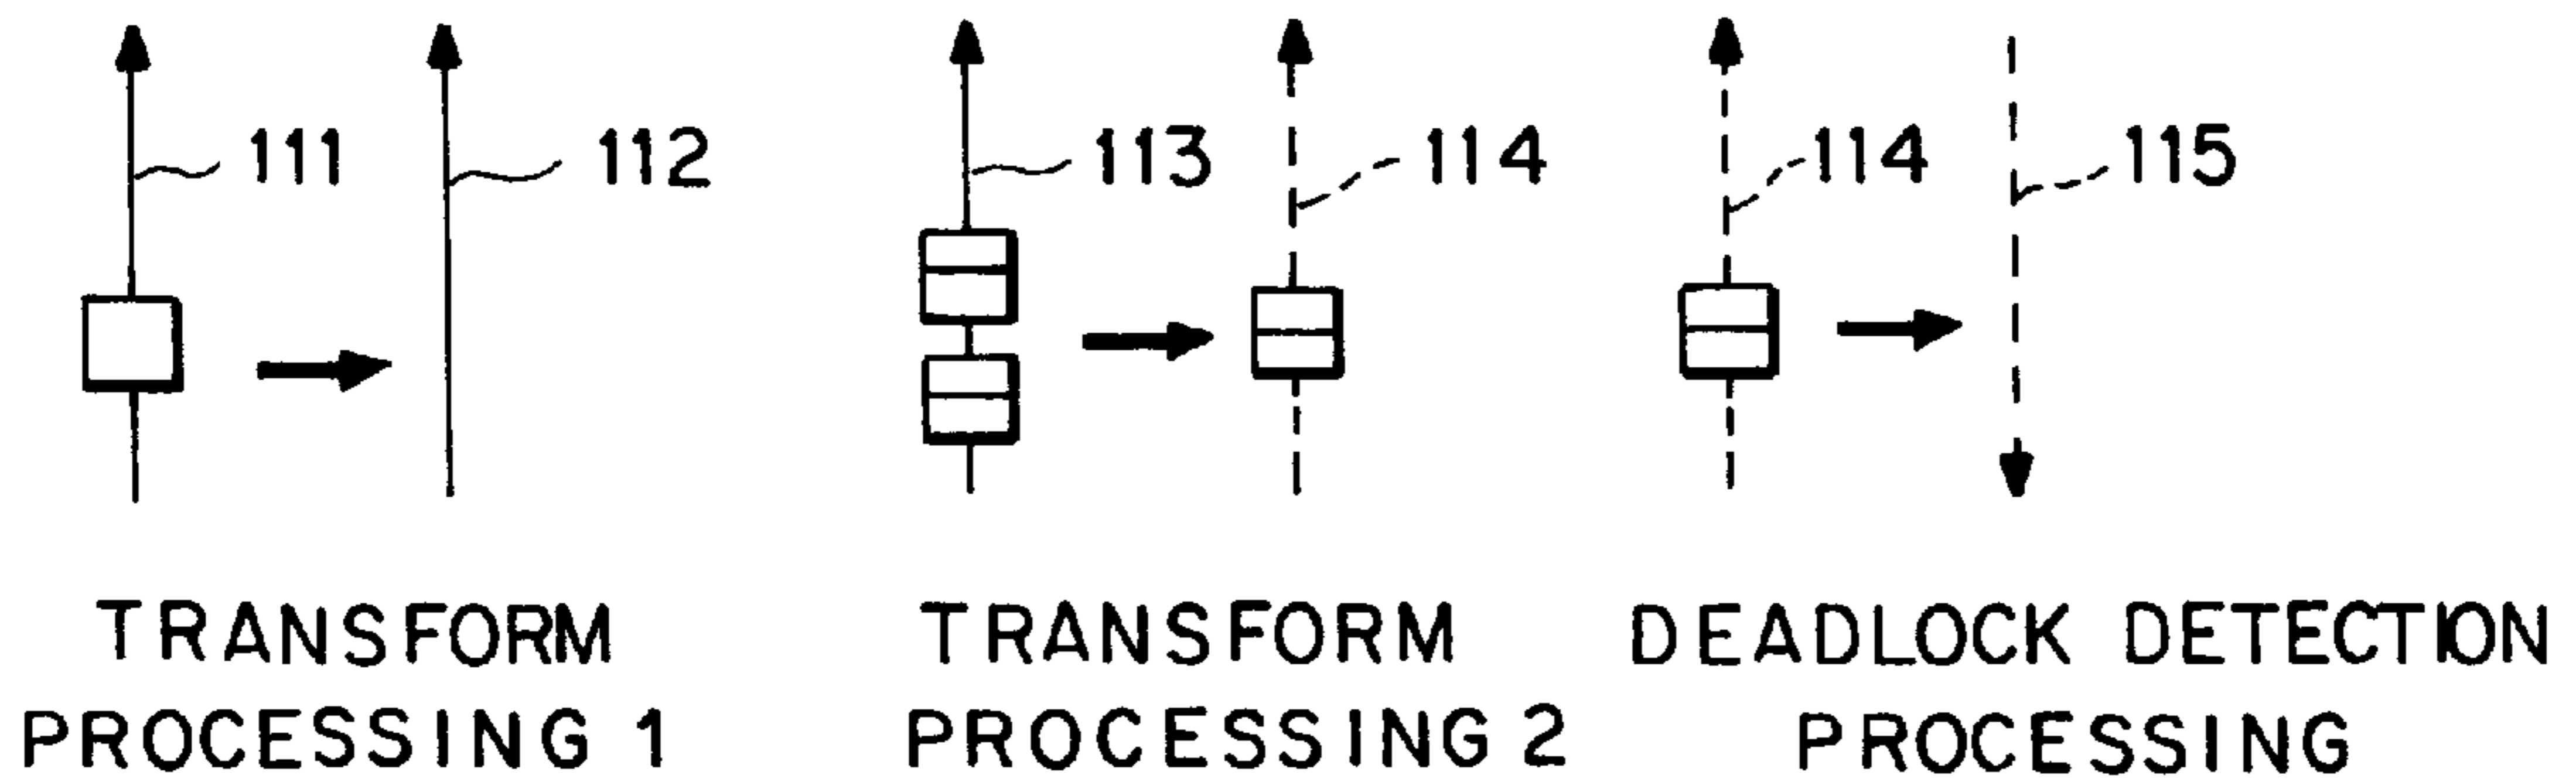 111 112 113 114 114 115
TRANSFORM TRANSFORM DEADLOCK DETECTION
PROCESSING 1 PROCESSING 2 PROCESSING